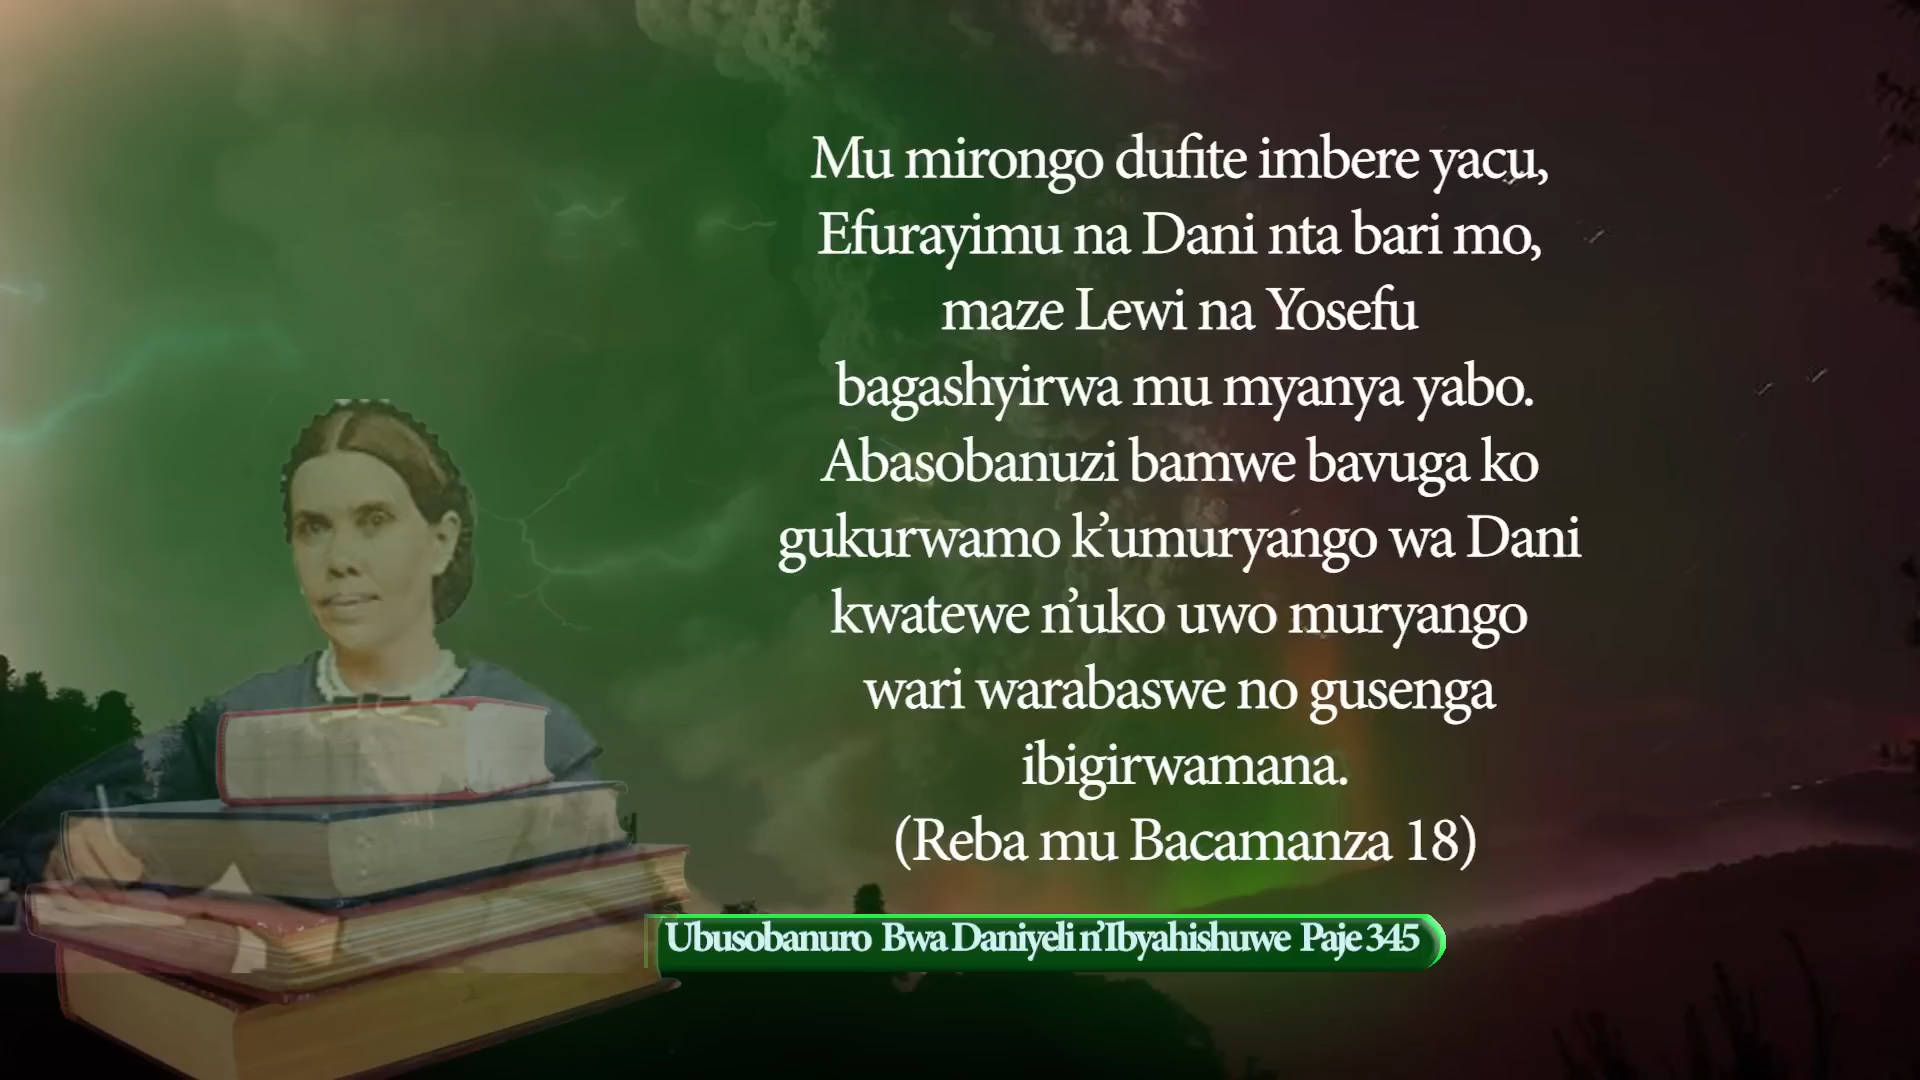 Mu mirongo dufite imbere yacu,
Efurayimu na Dani nta bari mo,
maze Lewi na Yosefu
bagashyirwa mu myanya yabo.
Abasobanuzi bamwe bavuga ko
gukurwamo k’umuryango wa Dani
kwatewe n’uko uwo muryango
wari warabaswe no gusenga
ibigirwamana.
(Reba mu Bacamanza 18)
Ubusobanuro Bwa Daniyeli n’Ibyahishuwe Paje 345